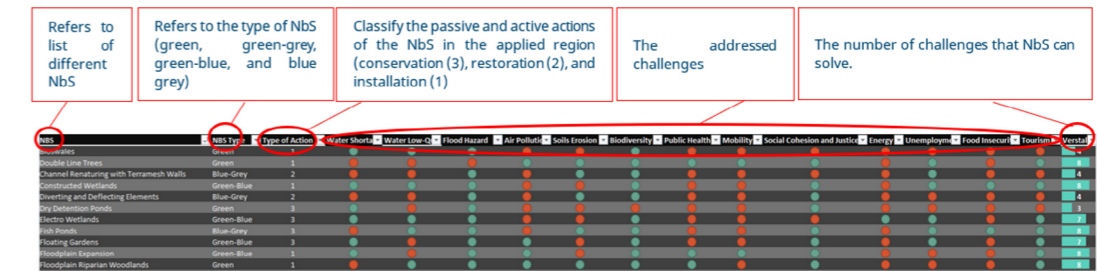 Refers to
list of
different
NbS
Refers to the type of NbS
(green, green-grey,
green-blue, and blue
grey)
Classify the passive and active actions
of the NbS in the applied region
(conservation (3), restoration (2), and
installation (1)
The addressed
challenges
The number of challenges that NbS can
solve.
NBS NBS Type Type of Action Water Shorta Water Low-Q Flood Hazard Air Polluti Soils Erosion Biodiversity Public Health Mobility Social Cohesion and Justice Energy Unemployme Food Insecuri Tourism Versta
Bioswales Green 1
Double Line Trees Green 1 8
Channel Renaturing with Terramesh Walls Blue-Grey 2 4
Constructed Wetlands Green-Blue 1 8
Diverting and Deflecting Elements Blue-Grey 2 4
Dry Detention Ponds Green 3 3
Electro Wetlands Green-Blue 3 7
Fish Ponds Blue-Grey 3 8
Floating Gardens Green-Blue 3 7
Floodplain Expansion Green-Blue 1 8
Floodplain Riparian Woodlands Green 1 8